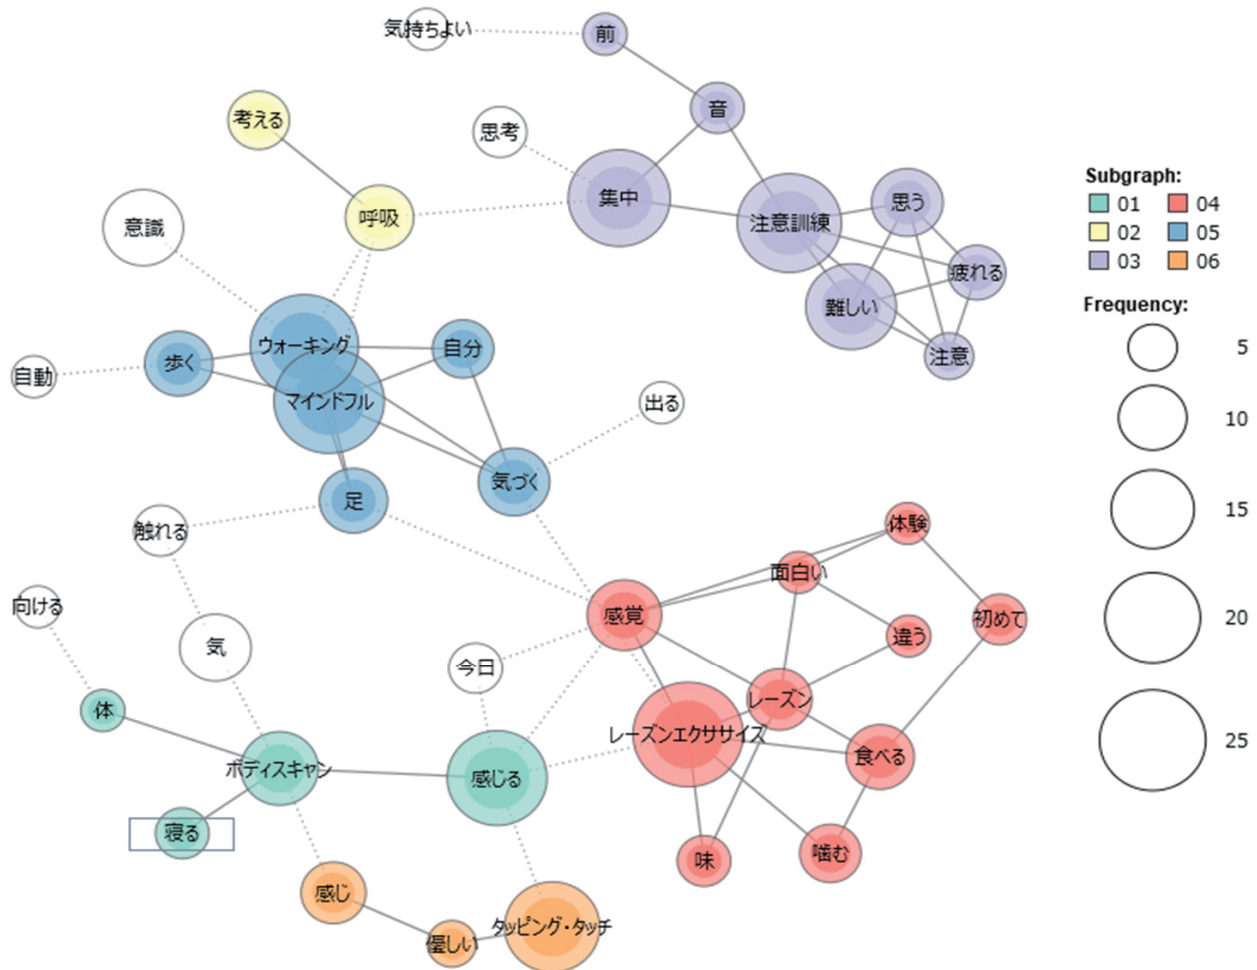 気持ちよい
前
音
考える
思考
集中
呼吸
注意訓練
思う
疲れる
難しい
注意
意識
ウォーキング
マインドフル
歩く
自分
自動
出る
気づく
足
触れる
向ける
気
今日
体
ボディスキャン
感じる
寝る
感じ
優しい
タッピング・タッチ
感覚
体験
面白い
初めて
違う
レーズン
レーズンエクササイズ
食べる
味
噛む
Subgraph:
01 04
02 05
03 06
Frequency:
5
10
15
20
25